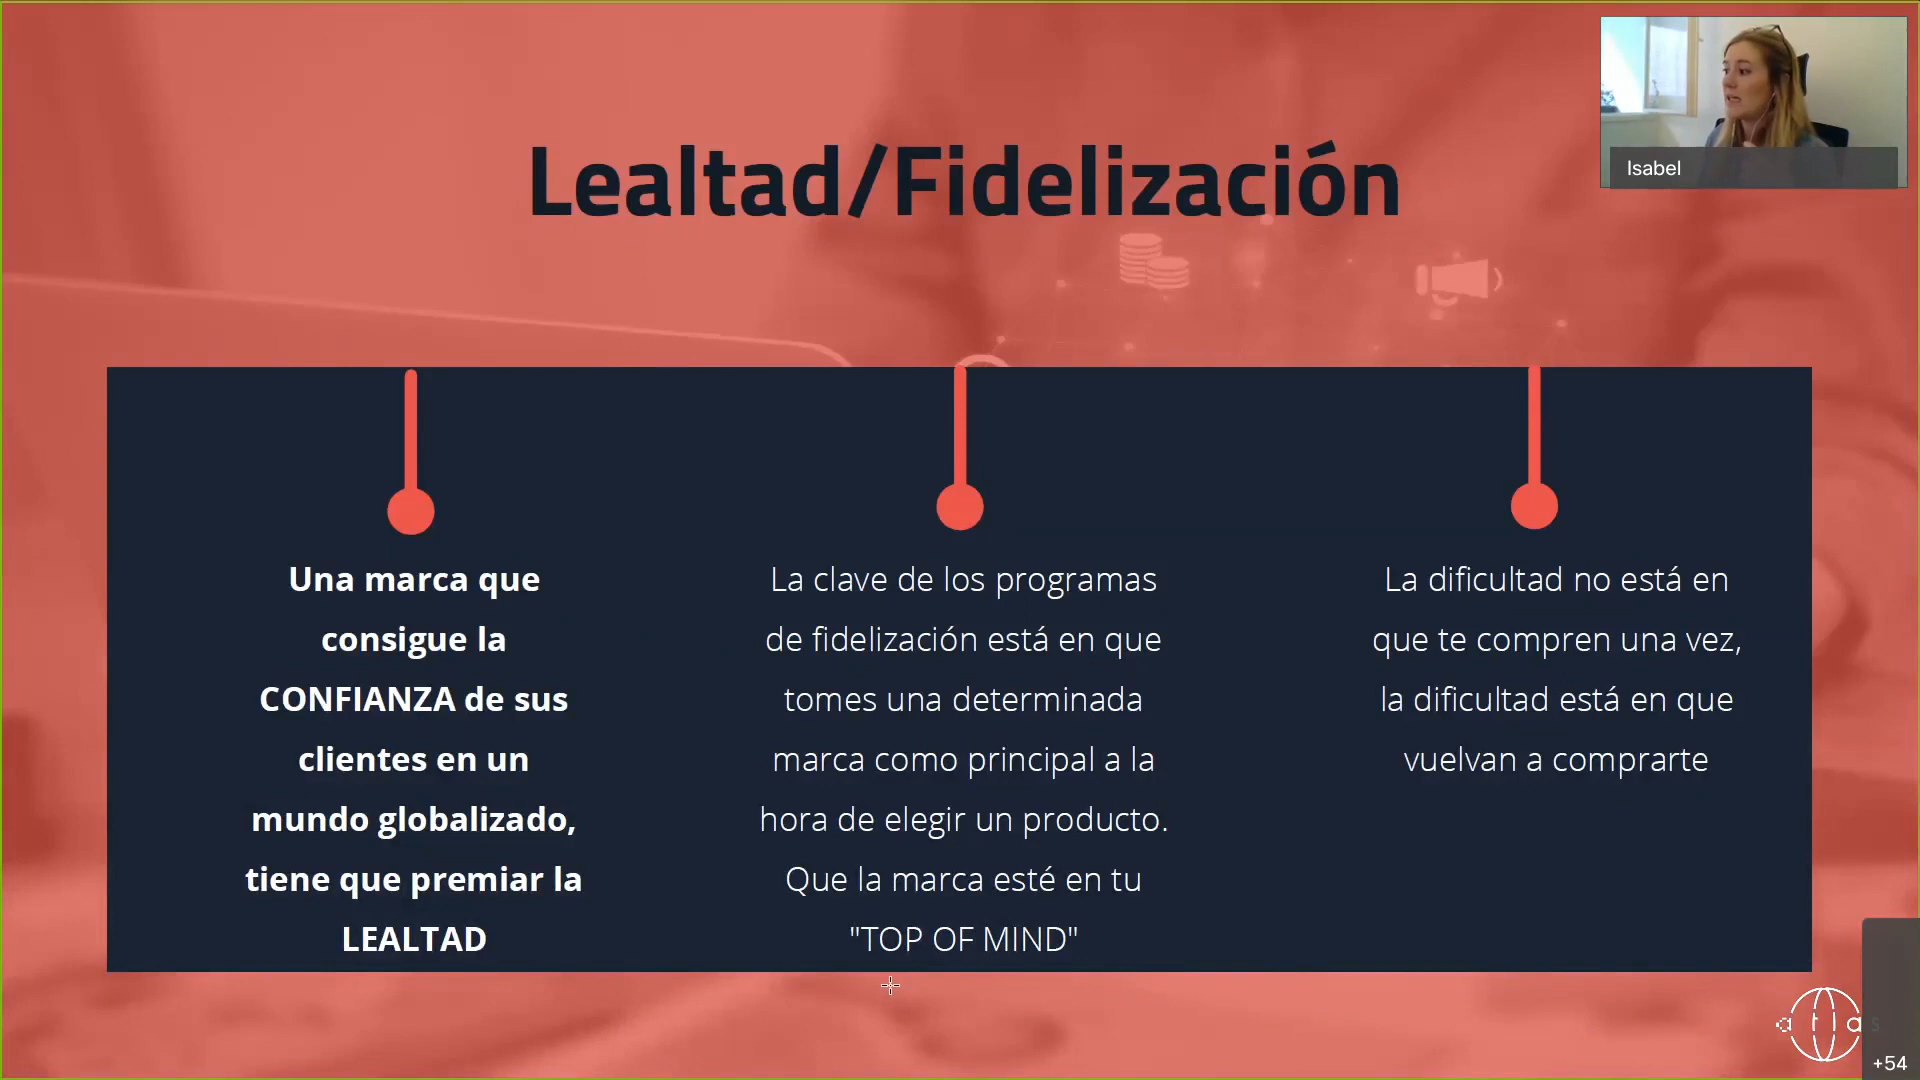 Isabel
Lealtad/Fidelización
Una marca que
consigue la
CONFIANZA de sus
clientes en un
mundo globalizado,
tiene que premiar la
LEALTAD
La clave de los programas
de fidelización está en que
tomes una determinada
marca como principal a la
hora de elegir un producto.
Que la marca esté en tu
"TOP OF MIND"
La dificultad no está en
que te compren una vez,
la dificultad está en que
vuelvan a comprarte
atlas
+54